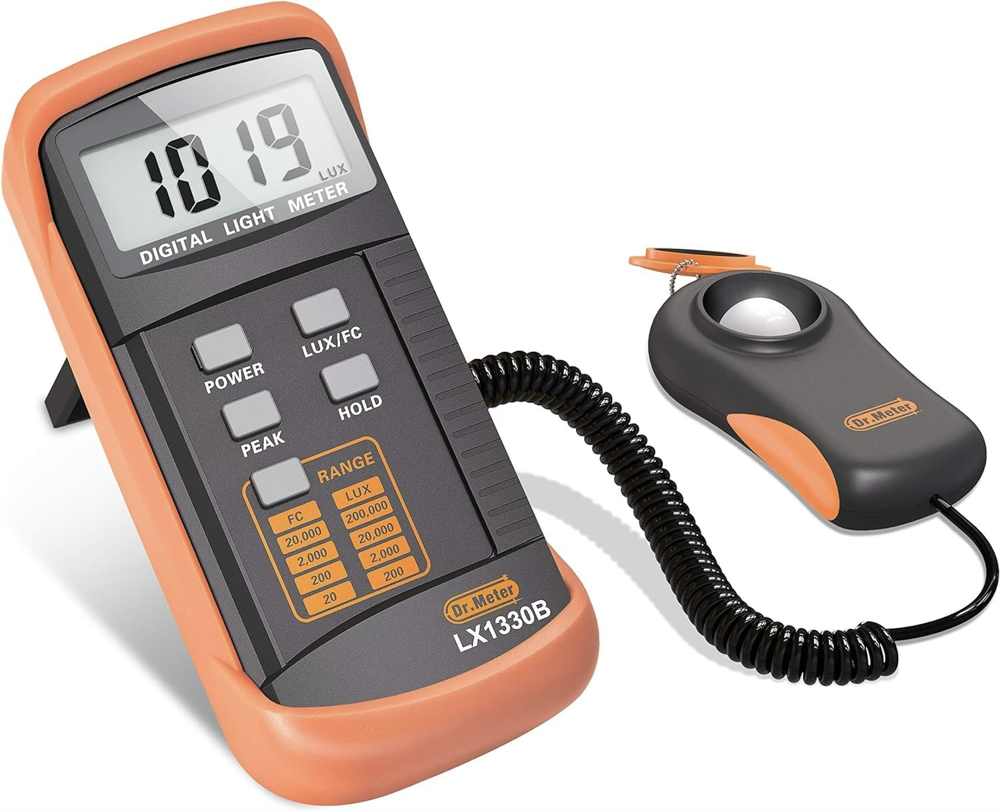 1019
LUX
DIGITAL LIGHT METER
POWER
LUX/FC
PEAK
HOLD
RANGE
FC
LUX
20,000
200,000
2,000
20,000
200
2,000
20
200
Dr.Meter
LX1330B
Dr.Meter